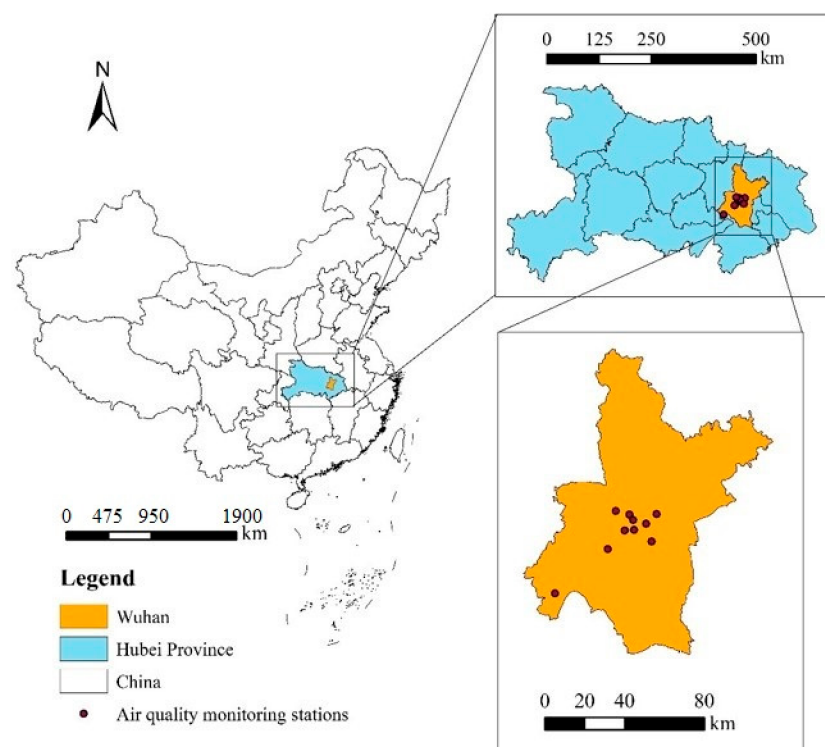 N
0 125 250 500
km
0 475 950 1900
km
Legend
Wuhan
Hubei Province
China
Air quality monitoring stations
0 20 40 80
km